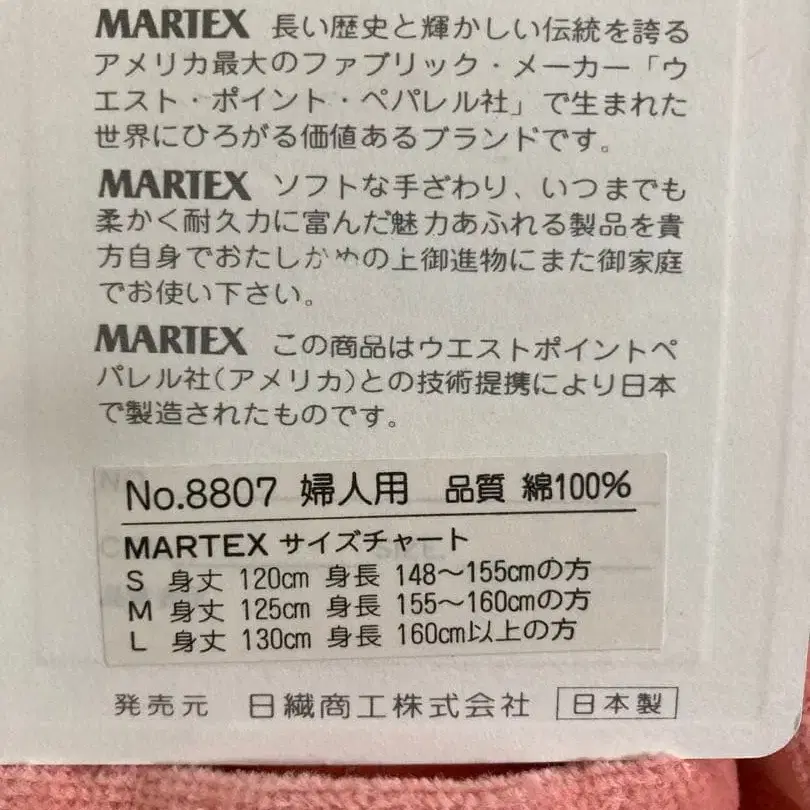 MARTEX 長い歴史と輝かしい伝統を誇る
アメリカ最大のファブリック・メーカー「ウ
エスト・ポイント・ペパレル社」で生まれた
世界にひろがる価値あるブランドです。
MARTEX ソフトな手ざわり、いつまでも
柔かく耐久力に富んだ魅力あふれる製品を貴
方自身でおたしかめの上御進物にまた御家庭
でお使い下さい。
MARTEX この商品はウエストポイントペ
パレル社(アメリカ)との技術提携により日本
で製造されたものです。
No.8807 婦人用 品質 綿100%
MARTEX サイズチャート
S 身丈 120cm 身長 148〜155cmの方
M 身丈 125cm 身長 155〜160cmの方
L 身丈 130cm 身長 160cm以上の方
発売元 日繊商工株式会社 日本製